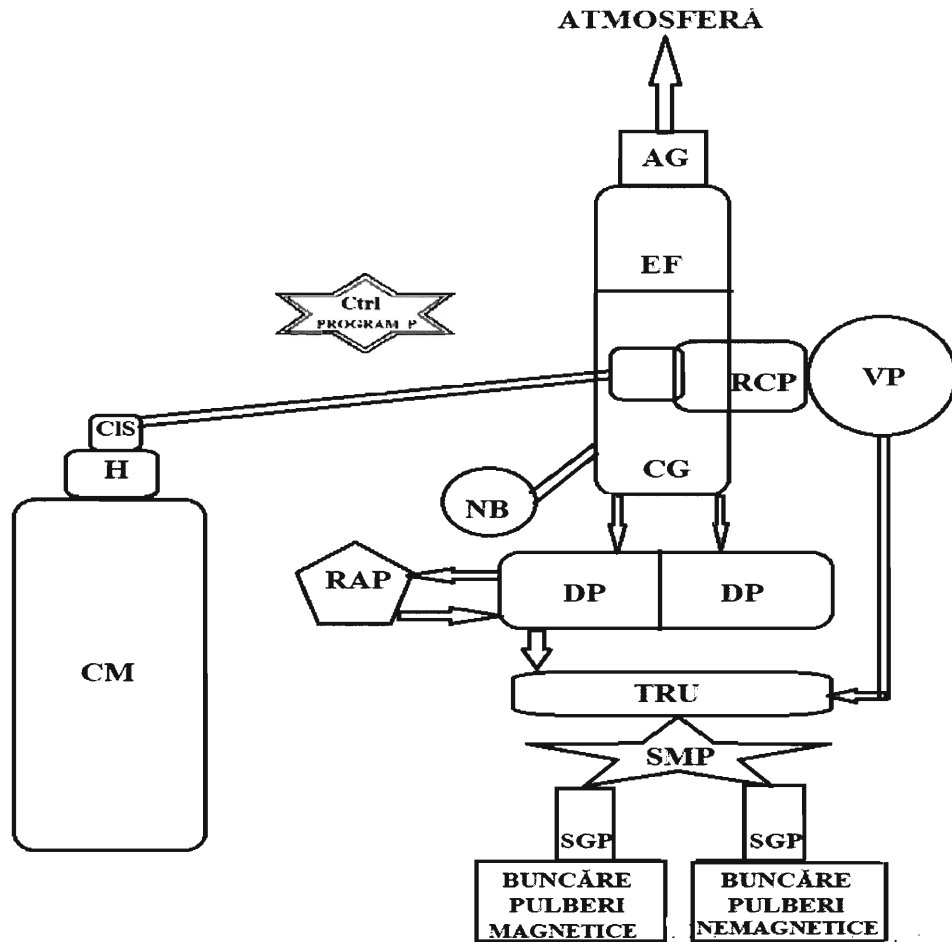 ATMOSFERĂ
AG
EF
Ctrl
PROGRAM P
RCP
VP
CIS
H
CG
NB
RAP
DP
DP
CM
TRU
SMP
SGP
SGP
BUNCĂRE
PULBERI
MAGNETICE
BUNCĂRE
PULBERI
NEMAGNETICE